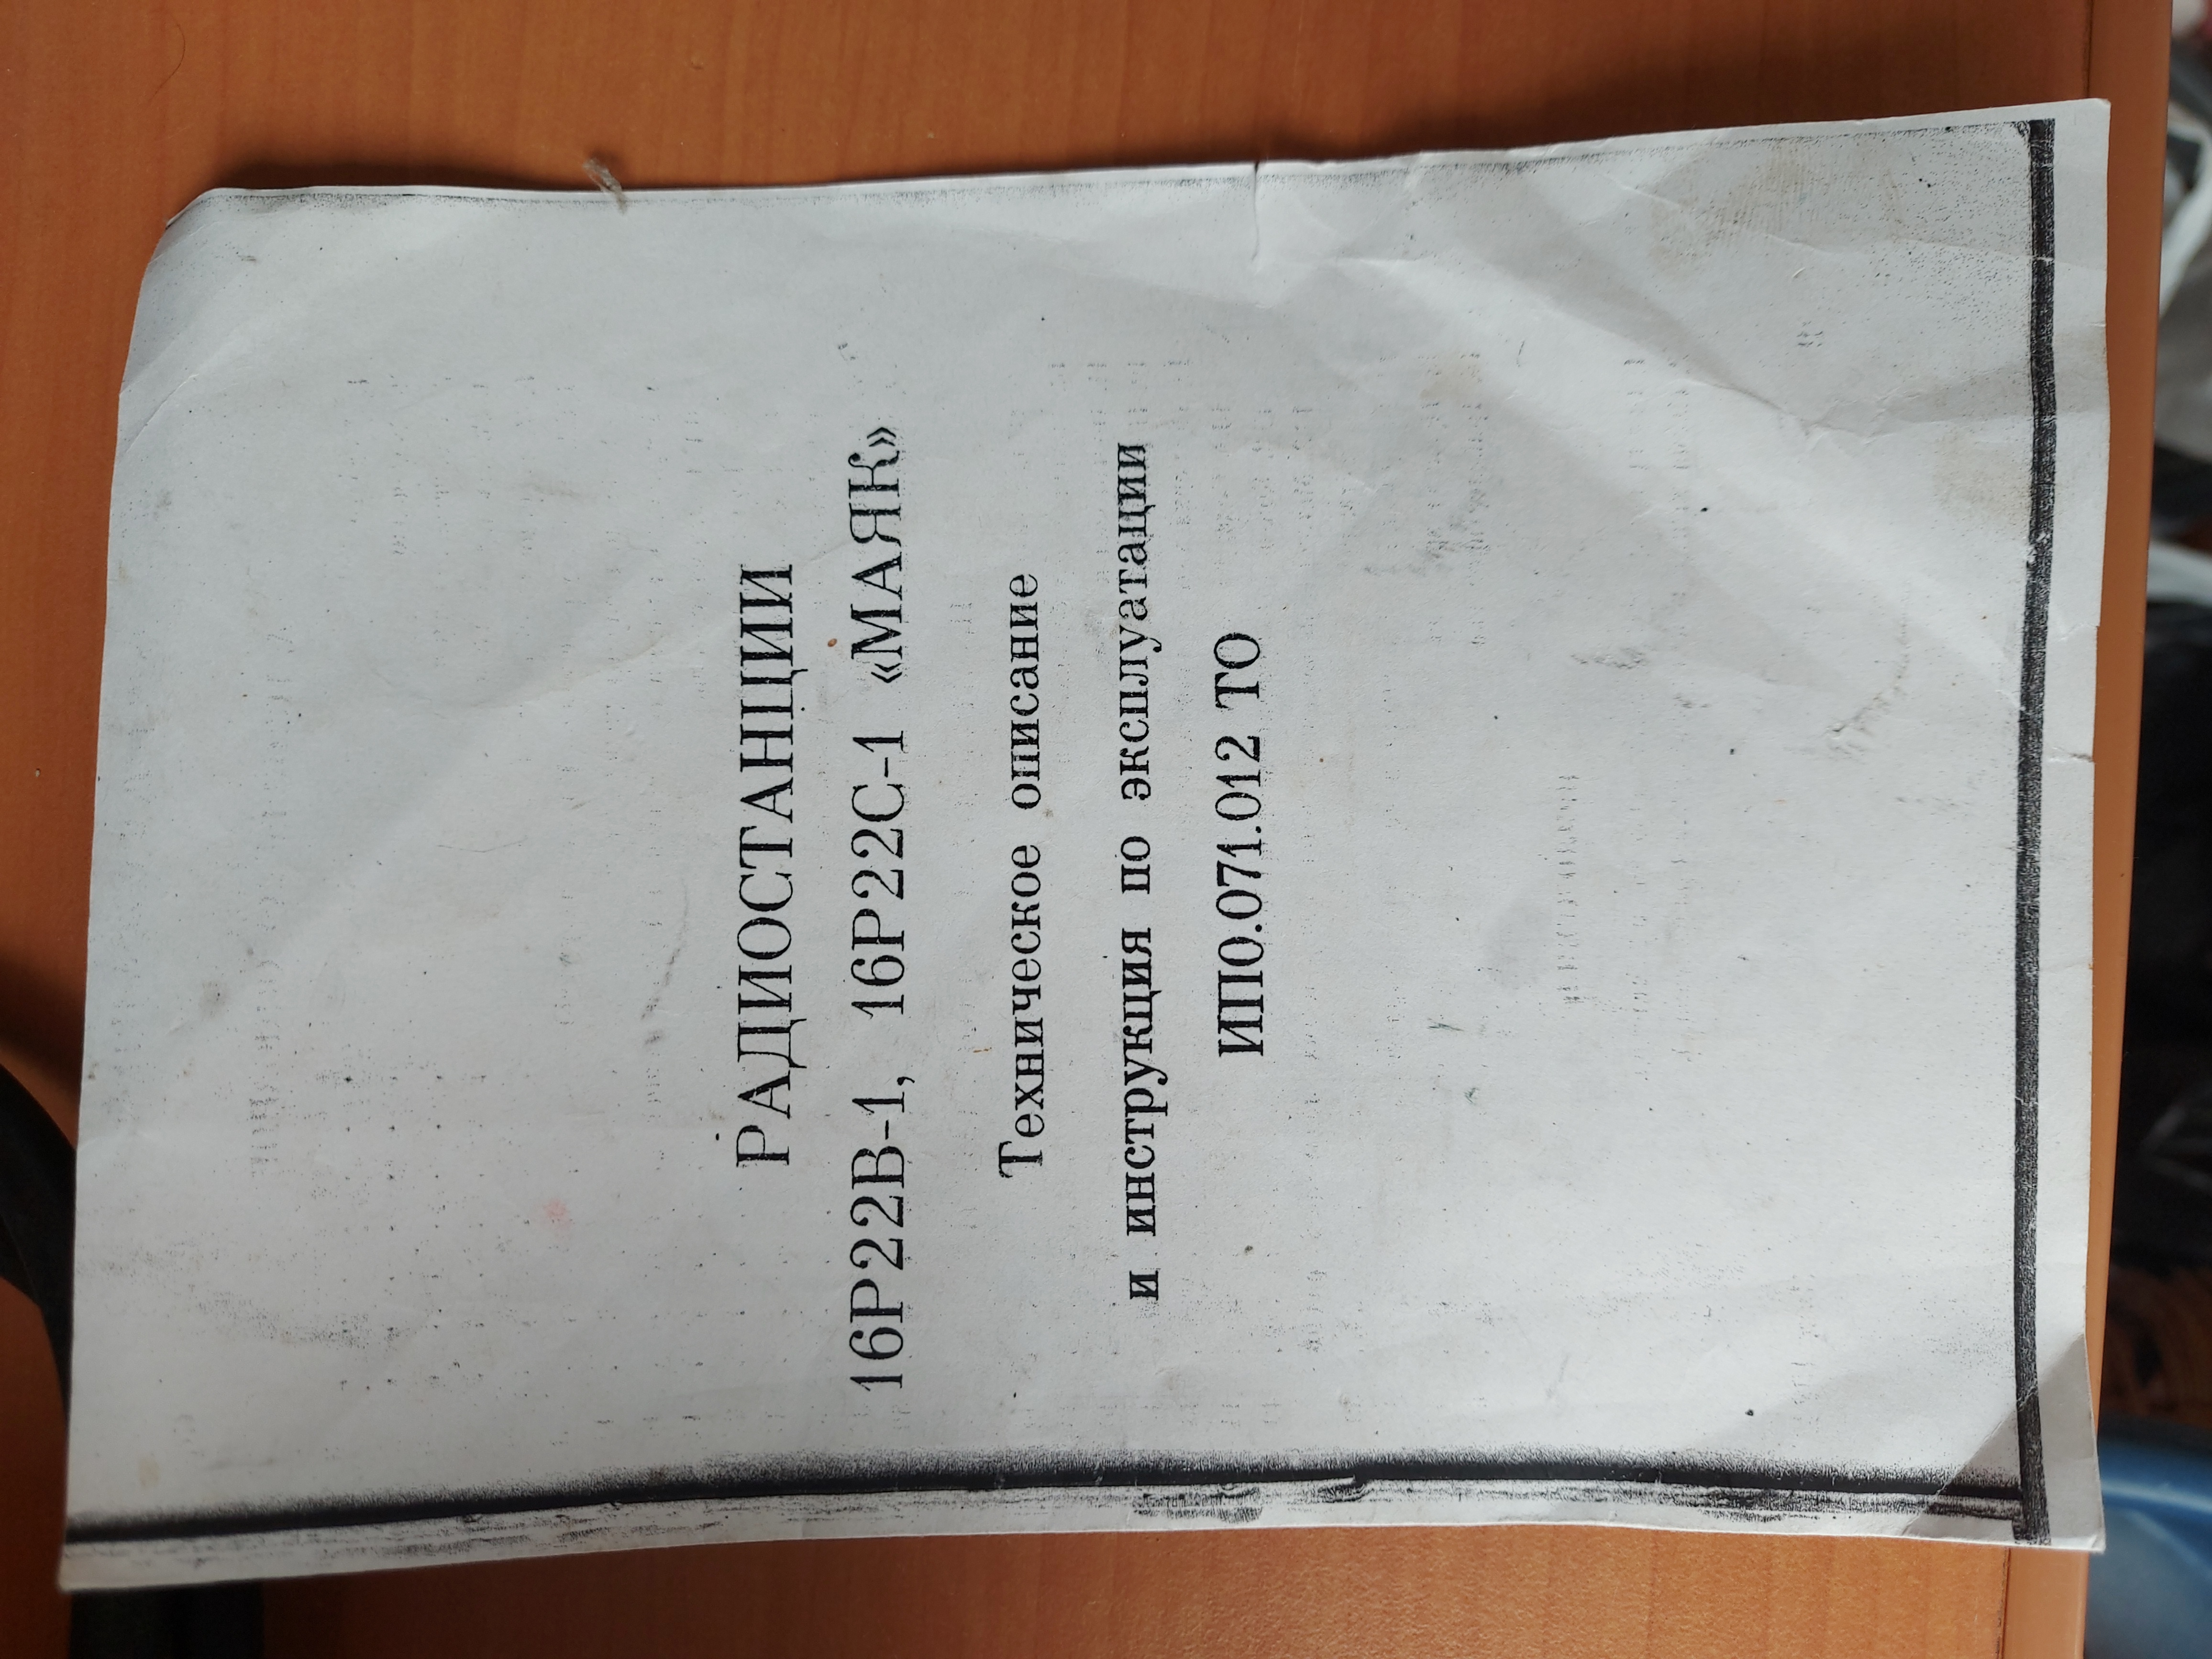 РАДИОСТАНЦИИ
16Р22В-1, 16Р22С-1 «МАЯК»
Техническое описание
и инструкция по эксплуатации
ИП0.071.012 ТО